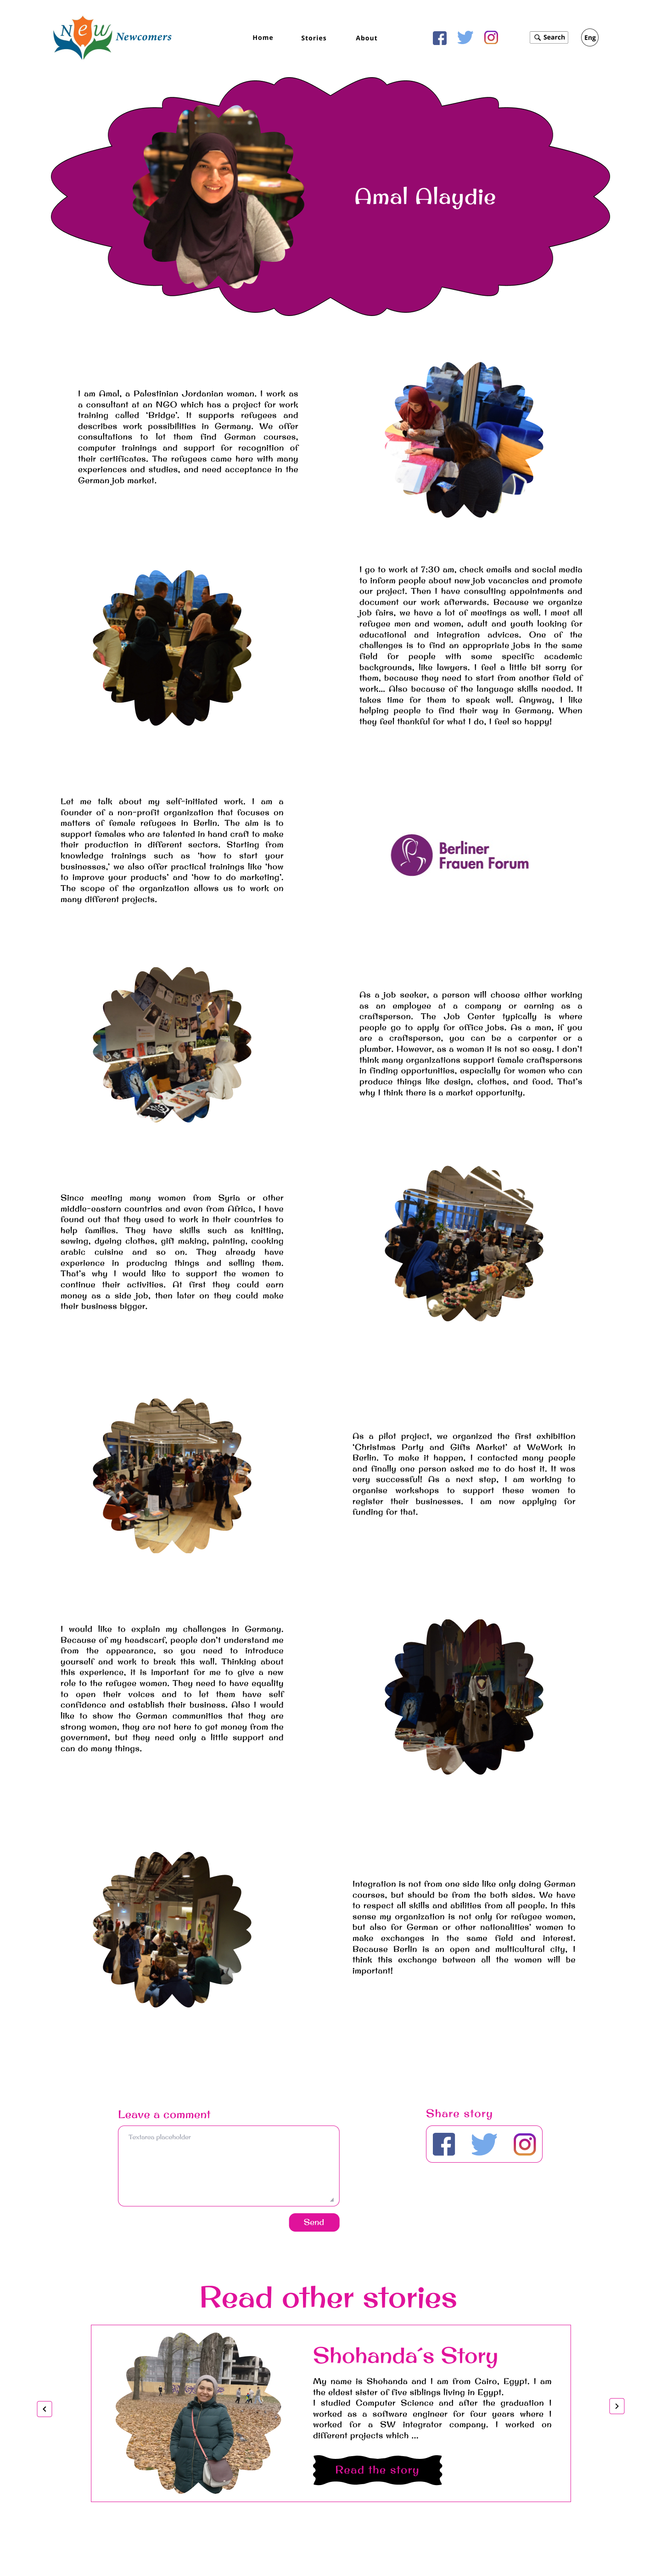 NEW Newcomers
Home
Stories
About
Search
Eng
Amal Alaydie
I am Amal, a Palestinian Jordanian woman. I work as
a consultant at an NGO which has a project for work
training called 'Bridge'. It supports refugees and
describes work possibilities in Germany. We offer
consultations to let them find German courses,
computer trainings and support for recognition of
their certificates. The refugees came here with many
experiences and studies, and need acceptance in the
German job market.
I go to work at 7:30 am, check emails and social media
to inform people about new job vacancies and promote
our project. Then I have consulting appointments and
document our work afterwards. Because we organize
job fairs, we have a lot of meetings as well. I meet all
refugee men and women, adult and youth looking for
educational and integration advices. One of the
challenges is to find an appropriate jobs in the same
field for people with some specific academic
backgrounds, like lawyers. I feel a little bit sorry for
them, because they need to start from another field of
work... Also because of the language skills needed. It
takes time for them to speak well. Anyway, I like
helping people to find their way in Germany. When
they feel thankful for what I do, I feel so happy!
Let me talk about my self-initiated work. I am a
founder of a non-profit organization that focuses on
matters of female refugees in Berlin. The aim is to
support females who are talented in hand craft to make
their production in different sectors. Starting from
knowledge trainings such as 'how to start your
businesses,' we also offer practical trainings like 'how
to improve your products' and 'how to do marketing'.
The scope of the organization allows us to work on
many different projects.
Berliner
Frauen Forum
As a job seeker, a person will choose either working
as an employee at a company or earning as a
craftsperson. The Job Center typically is where
people go to apply for office jobs. As a man, if you
are a craftsperson, you can be a carpenter or a
plumber. However, as a woman it is not so easy. I don't
think many organizations support female craftspersons
in finding opportunities, especially for women who can
produce things like design, clothes, and food. That's
why I think there is a market opportunity.
Since meeting many women from Syria or other
middle-eastern countries and even from Africa, I have
found out that they used to work in their countries to
help families. They have skills such as knitting,
sewing, dyeing clothes, gift making, painting, cooking
arabic cuisine and so on. They already have
experience in producing things and selling them.
That's why I would like to support the women to
continue their activities. At first they could earn
money as a side job, then later on they could make
their business bigger.
As a pilot project, we organized the first exhibition
'Christmas Party and Gifts Market' at WeWork in
Berlin. To make it happen, I contacted many people
and finally one person asked me to do host it. It was
very successful! As a next step, I am working to
organise workshops to support these women to
register their businesses. I am now applying for
funding for that.
I would like to explain my challenges in Germany.
Because of my headscarf, people don't understand me
from the appearance, so you need to introduce
yourself and work to break this wall. Thinking about
this experience, it is important for me to give a new
role to the refugee women. They need to have equality
to open their voices and to let them have self
confidence and establish their business. Also I would
like to show the German communities that they are
strong women, they are not here to get money from the
government, but they need only a little support and
can do many things.
Integration is not from one side like only doing German
courses, but should be from the both sides. We have
to respect all skills and abilities from all people. In this
sense my organization is not only for refugee women,
but also for German or other nationalities' women to
make exchanges in the same field and interest.
Because Berlin is an open and multicultural city, I
think this exchange between all the women will be
important!
Leave a comment
Textarea placeholder
Send
Share story
Read other stories
Shohanda´s Story
My name is Shohanda and I am from Cairo, Egypt. I am
the eldest sister of five siblings living in Egypt.
I studied Computer Science and after the graduation I
worked as a software engineer for four years where I
worked for a SW integrator company. I worked on
different projects which ...
Read the story